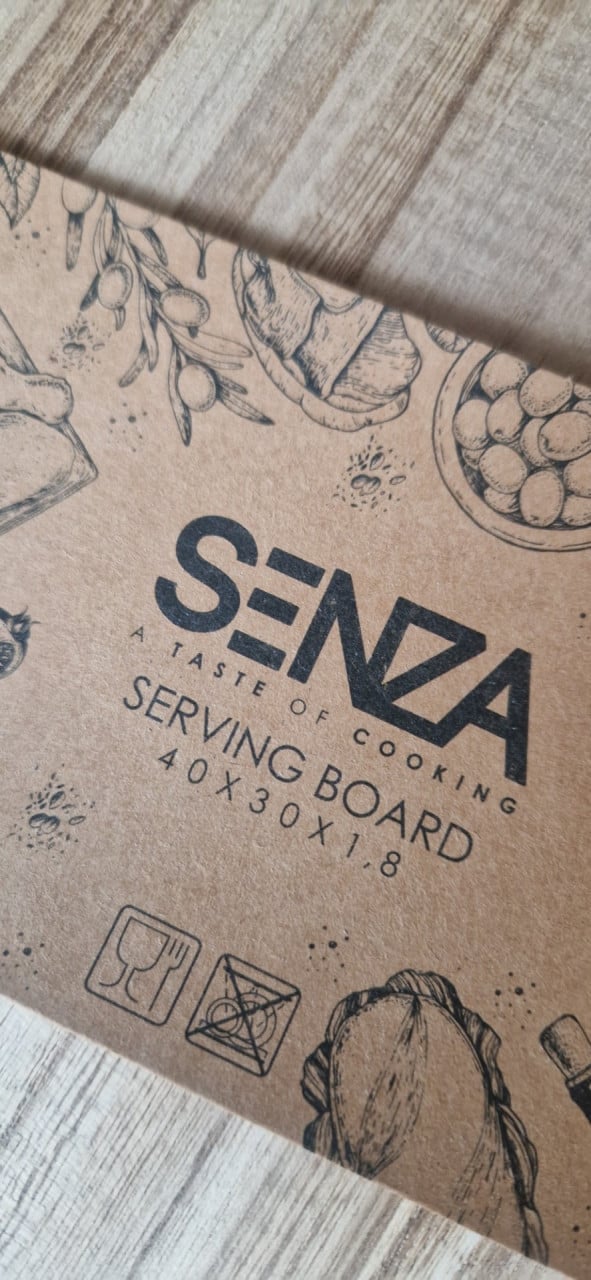 SENZA
A TASTE OF COOKING
SERVING BOARD
40X30X1,8